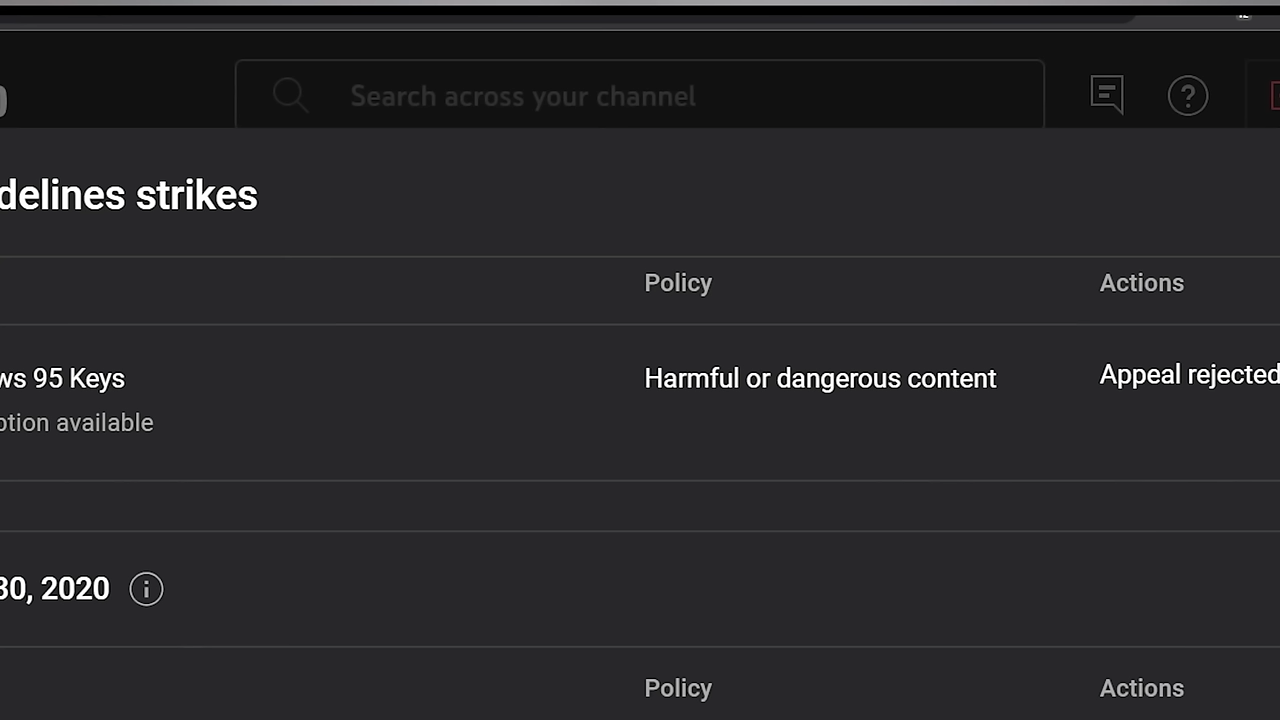 Search across your channel
delines strikes
Policy Actions
ws 95 Keys Harmful or dangerous content Appeal rejected
ption available
30, 2020
Policy Actions